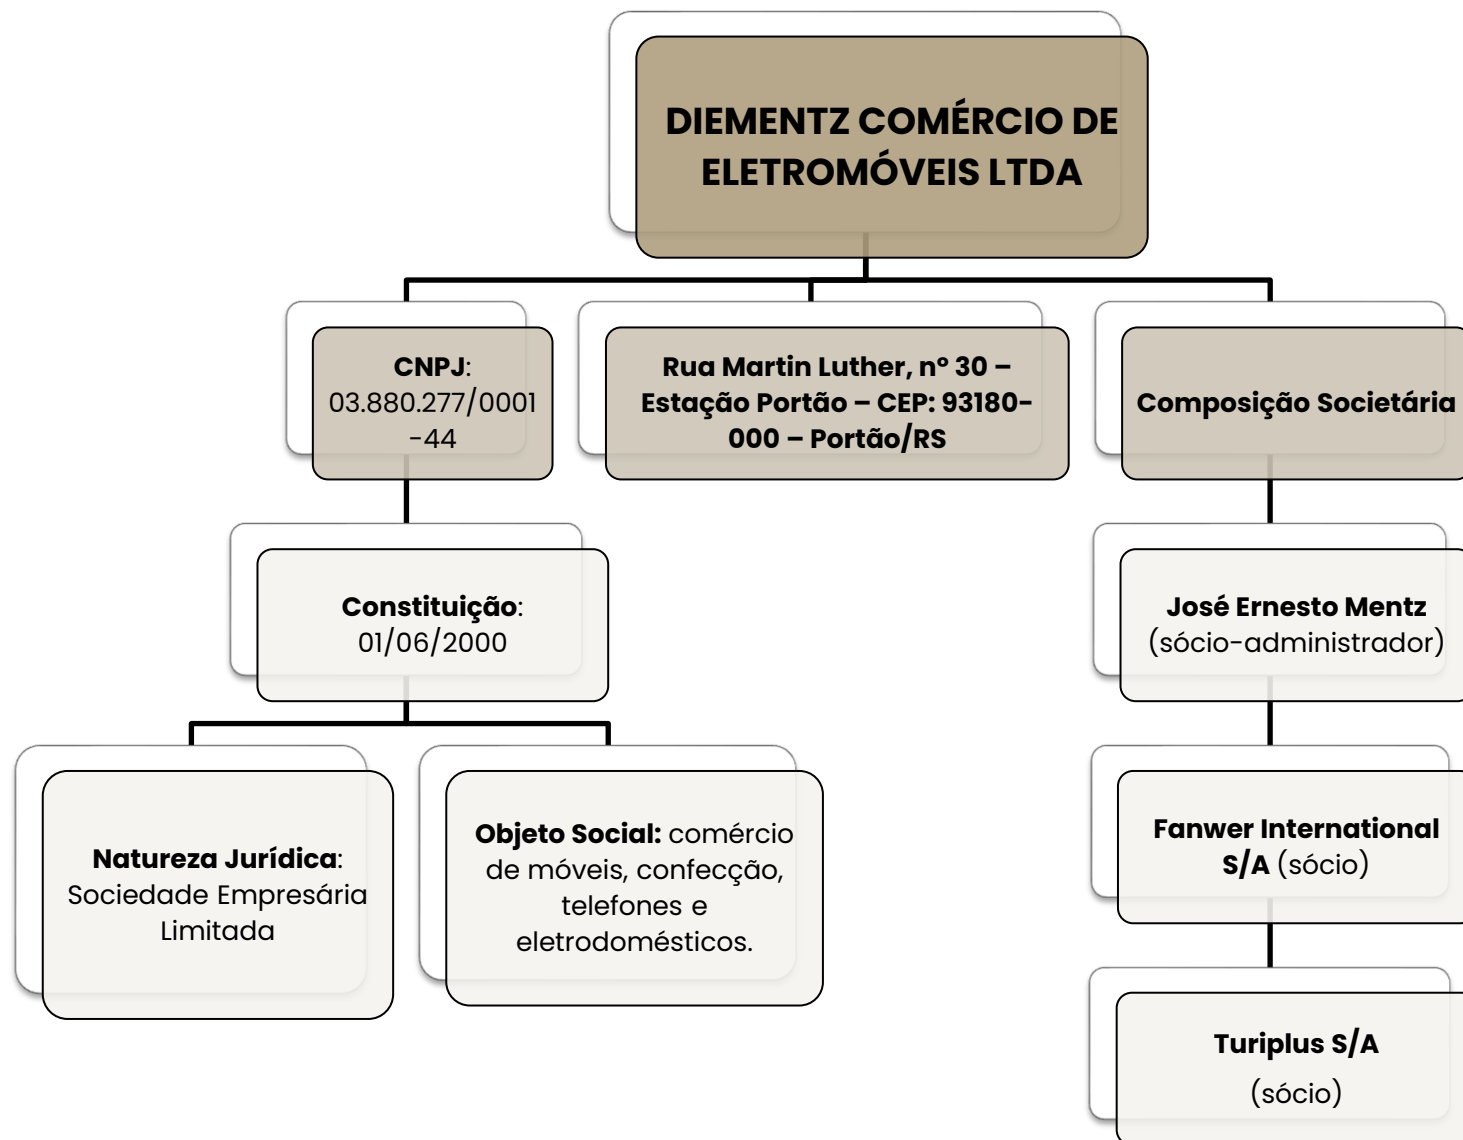 DIEMENTZ COMÉRCIO DE
ELETROMÓVEIS LTDA
CNPJ:
03.880.277/0001
-44
Rua Martin Luther, nº 30 –
Estação Portão – CEP: 93180-
000 – Portão/RS
Composição Societária
Constituição:
01/06/2000
José Ernesto Mentz
(sócio-administrador)
Natureza Jurídica:
Sociedade Empresária
Limitada
Objeto Social: comércio
de móveis, confecção,
telefones e
eletrodomésticos.
Fanwer International
S/A (sócio)
Turiplus S/A
(sócio)